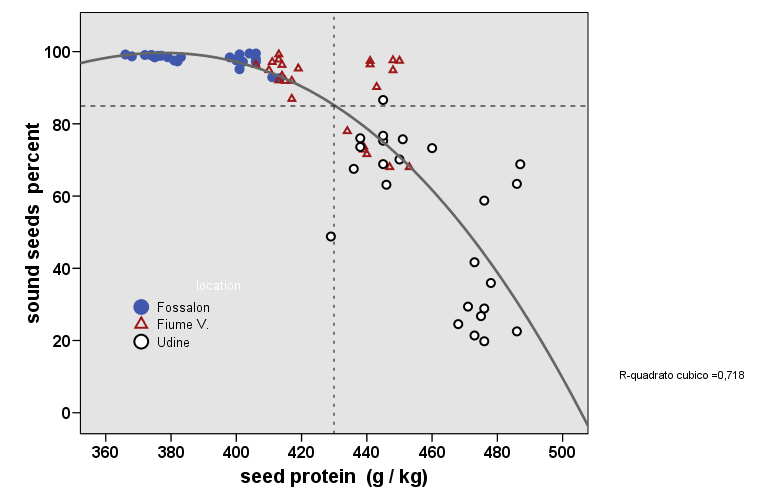 sound seeds percent
100
80
60
40
20
0
location
Fossalon
Fiume V.
Udine
R-quadrato cubico =0,718
360 380 400 420 440 460 480 500
seed protein (g / kg)